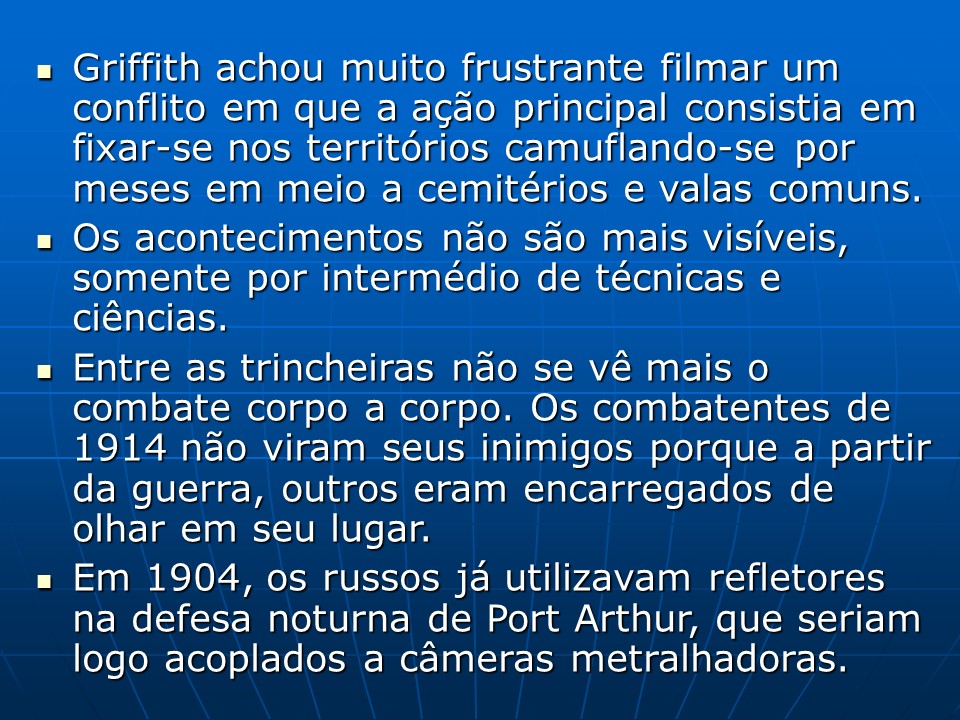 Griffith achou muito frustrante filmar um
conflito em que a ação principal consistia em
fixar-se nos territórios camuflando-se por
meses em meio a cemitérios e valas comuns.
Os acontecimentos não são mais visíveis,
somente por intermédio de técnicas e
ciências.
Entre as trincheiras não se vê mais o
combate corpo a corpo. Os combatentes de
1914 não viram seus inimigos porque a partir
da guerra, outros eram encarregados de
olhar em seu lugar.
Em 1904, os russos já utilizavam refletores
na defesa noturna de Port Arthur, que seriam
logo acoplados a câmeras metralhadoras.